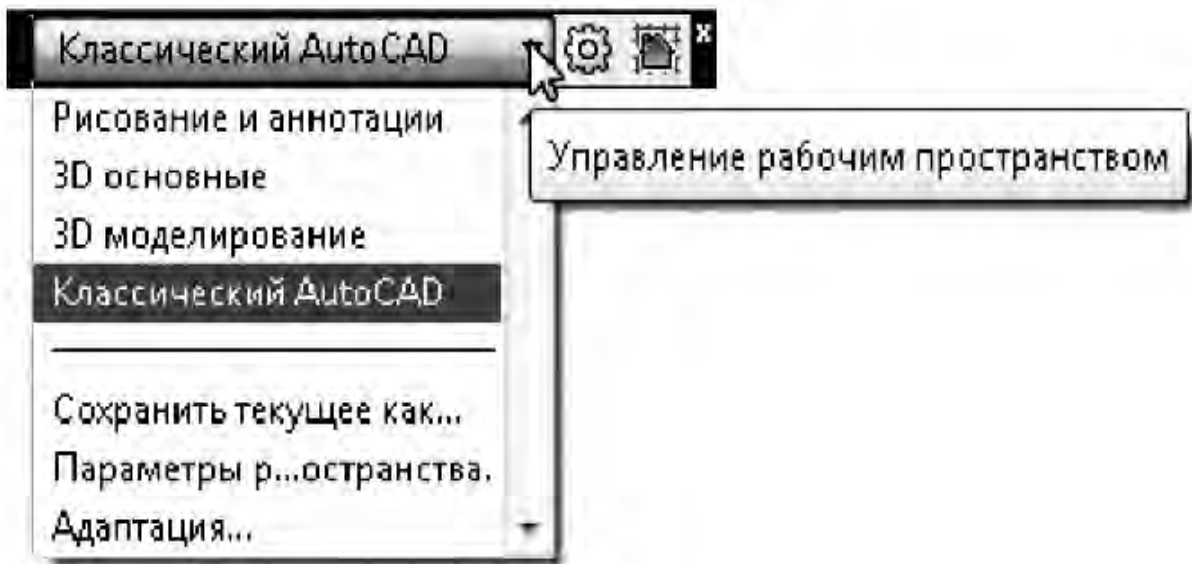 Классический AutoCAD
Рисование и аннотации
Управление рабочим пространством
3D основные
3D моделирование
Классический AutoCAD
Сохранить текущее как...
Параметры р...остранства.
Адаптация...